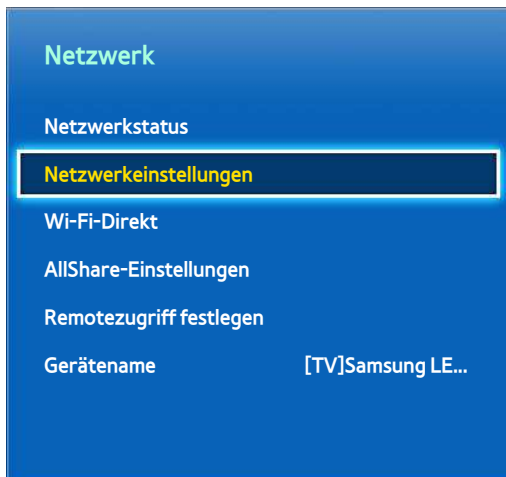 Netzwerk
Netzwerkstatus
Netzwerkeinstellungen
Wi-Fi-Direkt
AllShare-Einstellungen
Remotezugriff festlegen
Gerätename [TV]Samsung LE...